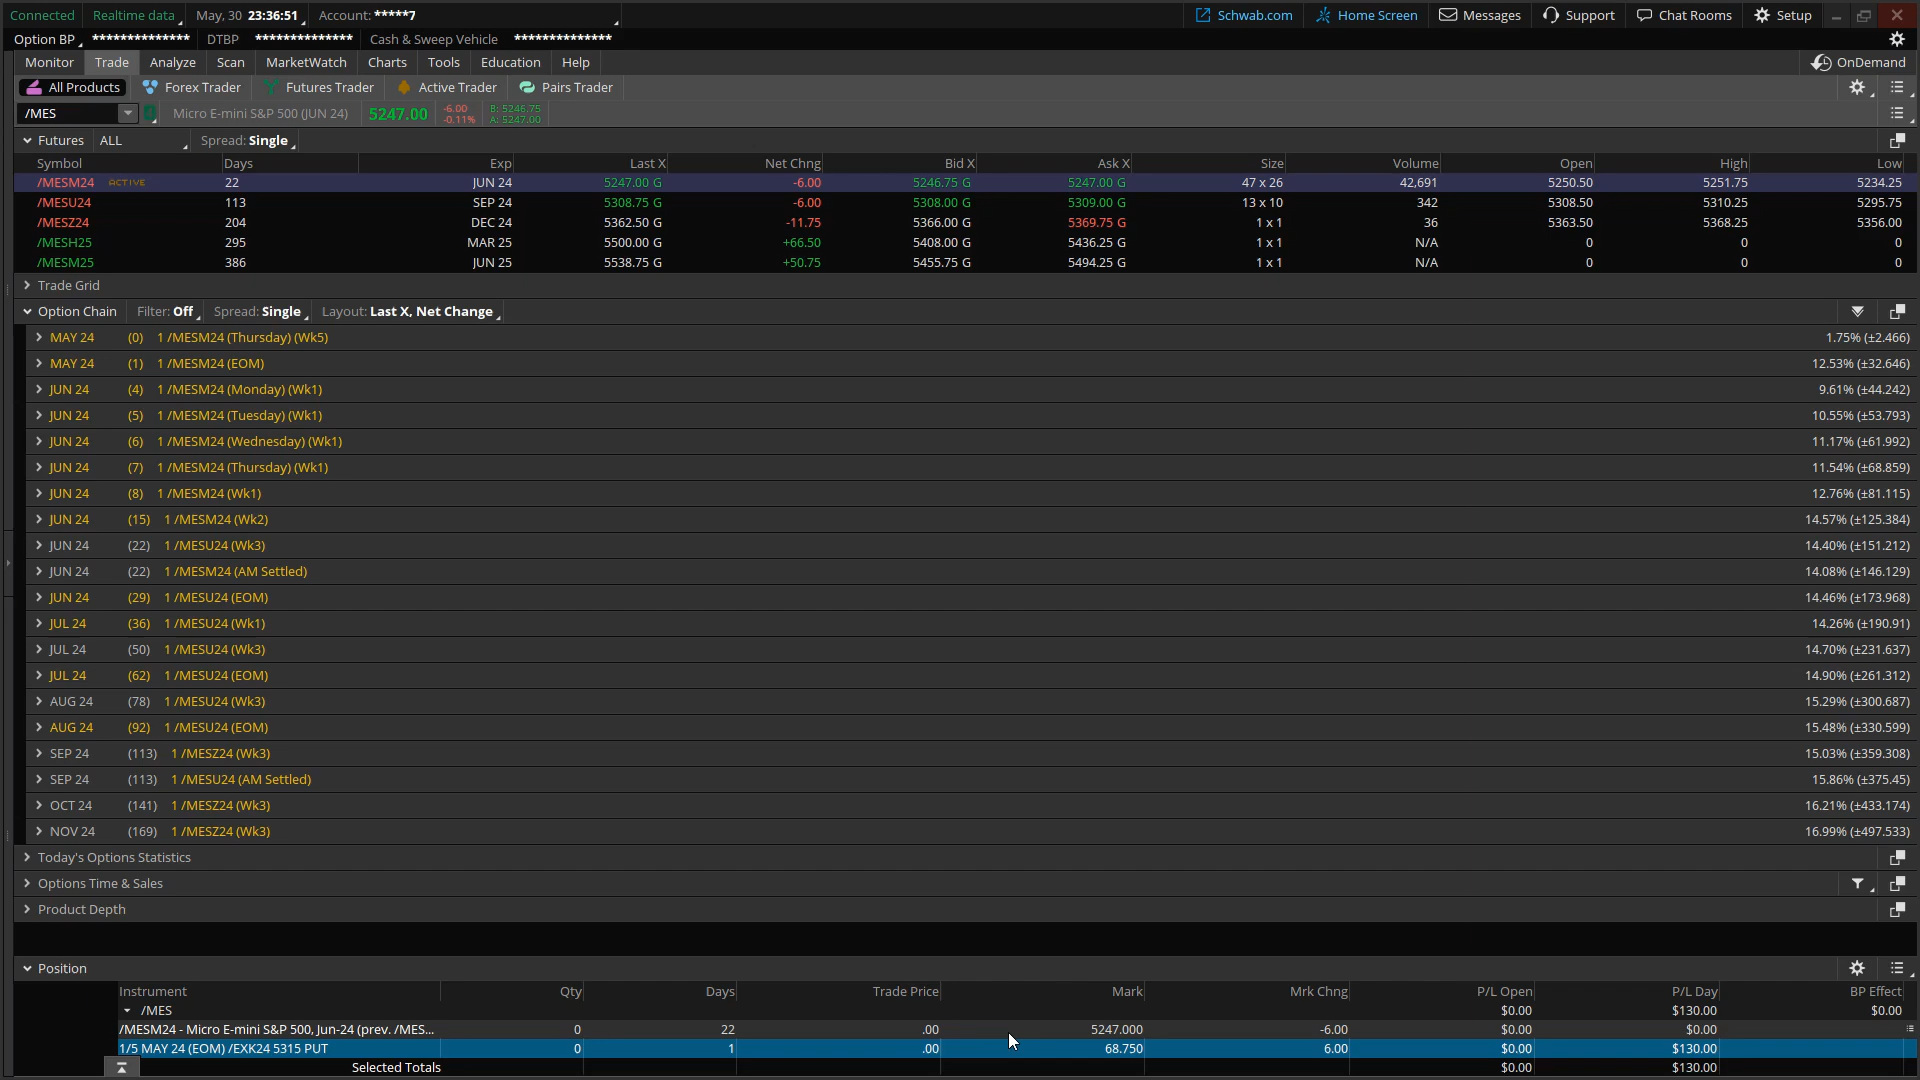 Connected Realtime data May, 30 23:36:51 Account: *****7 Schwab.com Home Screen Messages Support Chat Rooms Setup
Option BP ************** DTBP ************** Cash & Sweep Vehicle **************
Monitor Trade Analyze Scan MarketWatch Charts Tools Education Help OnDemand
All Products Forex Trader Futures Trader Active Trader Pairs Trader
/MES Micro E-mini S&P 500 (JUN 24) 5247.00 -6.00 -0.11% B: 5246.75 A: 5247.00
Futures ALL Spread: Single
Symbol Days Exp Last X Net Chng Bid X Ask X Size Volume Open High Low
/MESM24 ACTIVE 22 JUN 24 5247.00 G -6.00 5246.75 G 5247.00 G 47 x 26 42,691 5250.50 5251.75 5234.25
/MESU24 113 SEP 24 5308.75 G -6.00 5308.00 G 5309.00 G 13 x 10 342 5308.50 5310.25 5295.75
/MESZ24 204 DEC 24 5362.50 G -11.75 5366.00 G 5369.75 G 1 x 1 36 5363.50 5368.25 5356.00
/MESH25 295 MAR 25 5500.00 G +66.50 5408.00 G 5436.25 G 1 x 1 N/A 0 0 0
/MESM25 386 JUN 25 5538.75 G +50.75 5455.75 G 5494.25 G 1 x 1 N/A 0 0 0
Trade Grid
Option Chain Filter: Off Spread: Single Layout: Last X, Net Change
MAY 24 (0) 1 /MESM24 (Thursday) (Wk5) 1.75% (±2.466)
MAY 24 (1) 1 /MESM24 (EOM) 12.53% (±32.646)
JUN 24 (4) 1 /MESM24 (Monday) (Wk1) 9.61% (±44.242)
JUN 24 (5) 1 /MESM24 (Tuesday) (Wk1) 10.55% (±53.793)
JUN 24 (6) 1 /MESM24 (Wednesday) (Wk1) 11.17% (±61.992)
JUN 24 (7) 1 /MESM24 (Thursday) (Wk1) 11.54% (±68.859)
JUN 24 (8) 1 /MESM24 (Wk1) 12.76% (±81.115)
JUN 24 (15) 1 /MESM24 (Wk2) 14.57% (±125.384)
JUN 24 (22) 1 /MESU24 (Wk3) 14.40% (±151.212)
JUN 24 (22) 1 /MESM24 (AM Settled) 14.08% (±146.129)
JUN 24 (29) 1 /MESU24 (EOM) 14.46% (±173.968)
JUL 24 (36) 1 /MESU24 (Wk1) 14.26% (±190.91)
JUL 24 (50) 1 /MESU24 (Wk3) 14.70% (±231.637)
JUL 24 (62) 1 /MESU24 (EOM) 14.90% (±261.312)
AUG 24 (78) 1 /MESU24 (Wk3) 15.29% (±300.687)
AUG 24 (92) 1 /MESU24 (EOM) 15.48% (±330.599)
SEP 24 (113) 1 /MESZ24 (Wk3) 15.03% (±359.308)
SEP 24 (113) 1 /MESU24 (AM Settled) 15.86% (±375.45)
OCT 24 (141) 1 /MESZ24 (Wk3) 16.21% (±433.174)
NOV 24 (169) 1 /MESZ24 (Wk3) 16.99% (±497.533)
Today's Options Statistics
Options Time & Sales
Product Depth
Position
Instrument Qty Days Trade Price Mark Mrk Chng P/L Open P/L Day BP Effect
/MES $0.00 $130.00 $0.00
/MESM24 - Micro E-mini S&P 500, Jun-24 (prev. /MES... 0 22 .00 5247.000 -6.00 $0.00 $0.00
1/5 MAY 24 (EOM) /EXK24 5315 PUT 0 1 .00 68.750 6.00 $0.00 $130.00
Selected Totals $0.00 $130.00